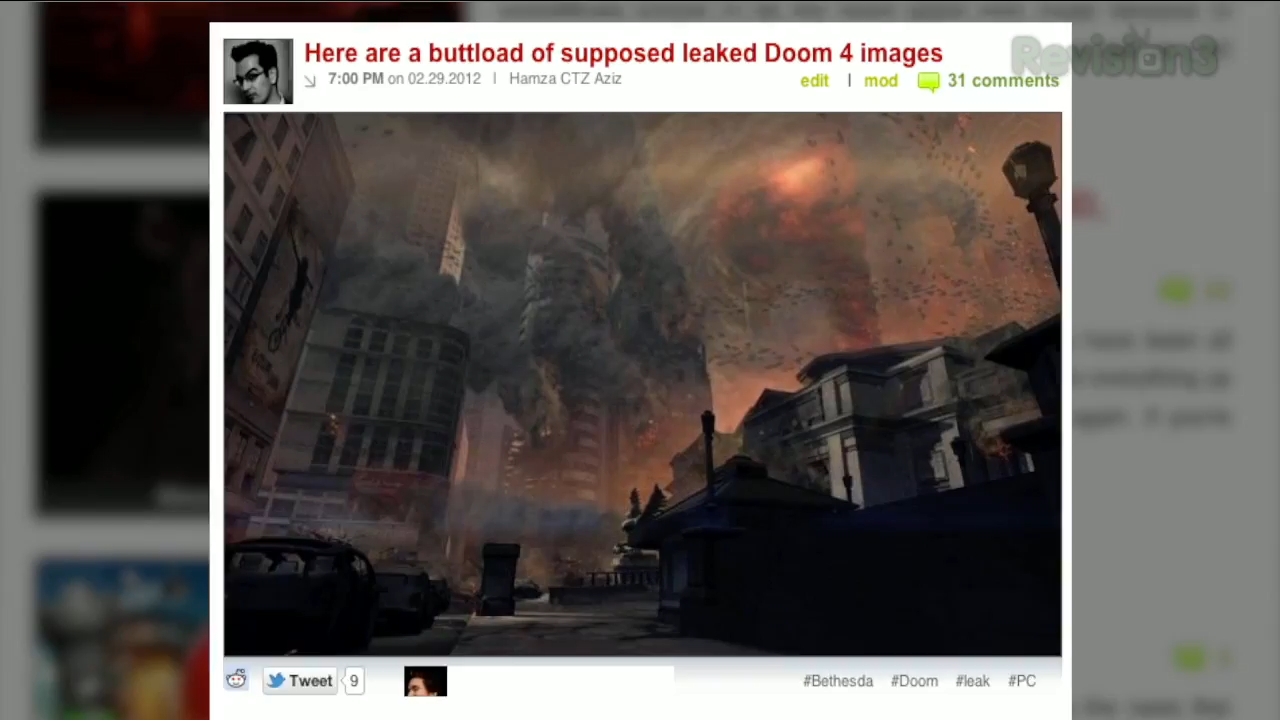 Here are a buttload of supposed leaked Doom 4 images
Revision3
7:00 PM on 02.29.2012 | Hamza CTZ Aziz
edit | mod 31 comments
Tweet 9
#Bethesda #Doom #leak #PC